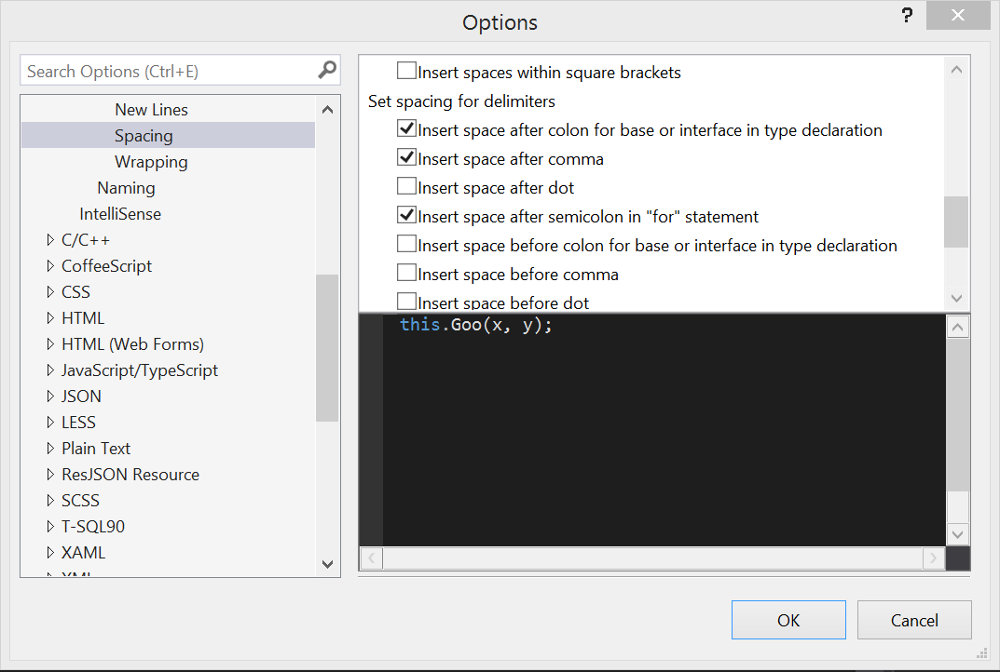 Options
?
Search Options (Ctrl+E)
New Lines
Spacing
Wrapping
Naming
IntelliSense
C/C++
CoffeeScript
CSS
HTML
HTML (Web Forms)
JavaScript/TypeScript
JSON
LESS
Plain Text
ResJSON Resource
SCSS
T-SQL90
XAML
XML
Insert spaces within square brackets
Set spacing for delimiters
Insert space after colon for base or interface in type declaration
Insert space after comma
Insert space after dot
Insert space after semicolon in "for" statement
Insert space before colon for base or interface in type declaration
Insert space before comma
Insert space before dot
this.Goo(x, y);
OK
Cancel